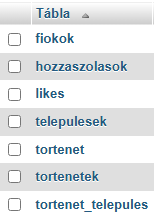 Tábla
fiokok
hozzaszolasok
likes
telepulesek
tortenet
tortenetek
tortenet_telepules